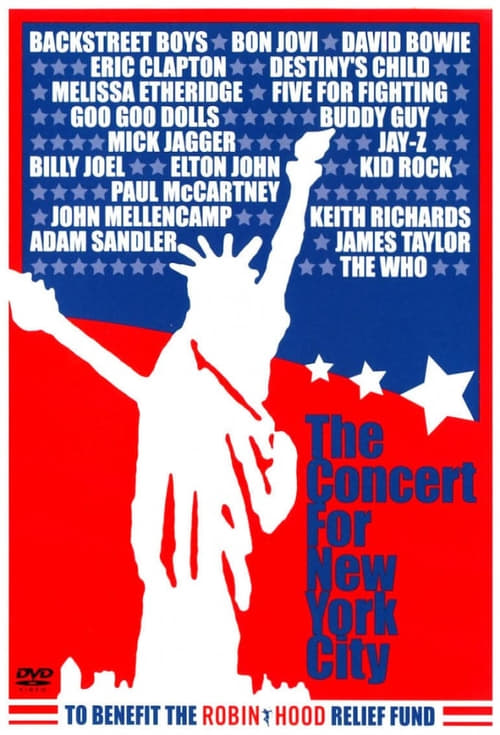 BACKSTREET BOYS ★ BON JOVI ★ DAVID BOWIE
ERIC CLAPTON ★ DESTINY'S CHILD
MELISSA ETHERIDGE ★ FIVE FOR FIGHTING
GOO GOO DOLLS BUDDY GUY
MICK JAGGER JAY-Z
BILLY JOEL ELTON JOHN KID ROCK
PAUL McCARTNEY
JOHN MELLENCAMP KEITH RICHARDS
ADAM SANDLER JAMES TAYLOR
THE WHO
The
Concert
For
New
York
City
DVD
VIDEO
TO BENEFIT THE ROBIN HOOD RELIEF FUND